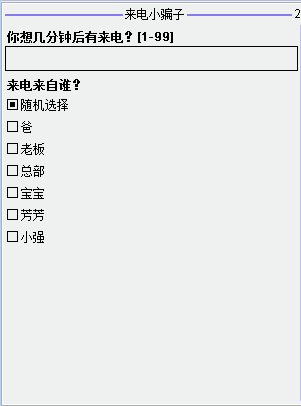 来电小骗子 2
你想几分钟后有来电？[1-99]
来电来自谁？
随机选择
爸
老板
总部
宝宝
芳芳
小强